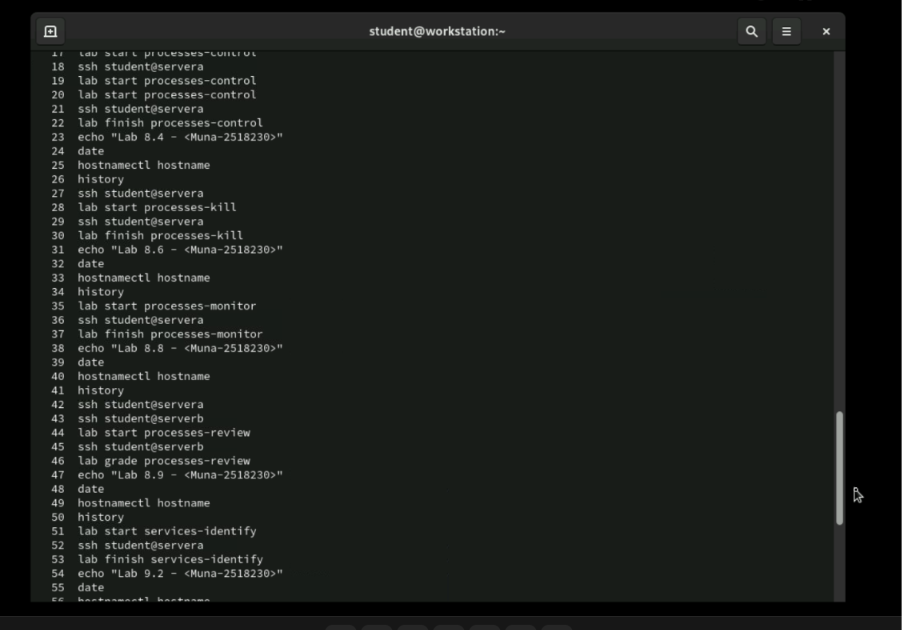 student@workstation:~
17 lab start processes-control
18 ssh student@servera
19 lab start processes-control
20 lab start processes-control
21 ssh student@servera
22 lab finish processes-control
23 echo "Lab 8.4 - <Muna-2518230>"
24 date
25 hostnamectl hostname
26 history
27 ssh student@servera
28 lab start processes-kill
29 ssh student@servera
30 lab finish processes-kill
31 echo "Lab 8.6 - <Muna-2518230>"
32 date
33 hostnamectl hostname
34 history
35 lab start processes-monitor
36 ssh student@servera
37 lab finish processes-monitor
38 echo "Lab 8.8 - <Muna-2518230>"
39 date
40 hostnamectl hostname
41 history
42 ssh student@servera
43 ssh student@serverb
44 lab start processes-review
45 ssh student@serverb
46 lab grade processes-review
47 echo "Lab 8.9 - <Muna-2518230>"
48 date
49 hostnamectl hostname
50 history
51 lab start services-identify
52 ssh student@servera
53 lab finish services-identify
54 echo "Lab 9.2 - <Muna-2518230>"
55 date
56 hostnamectl hostname